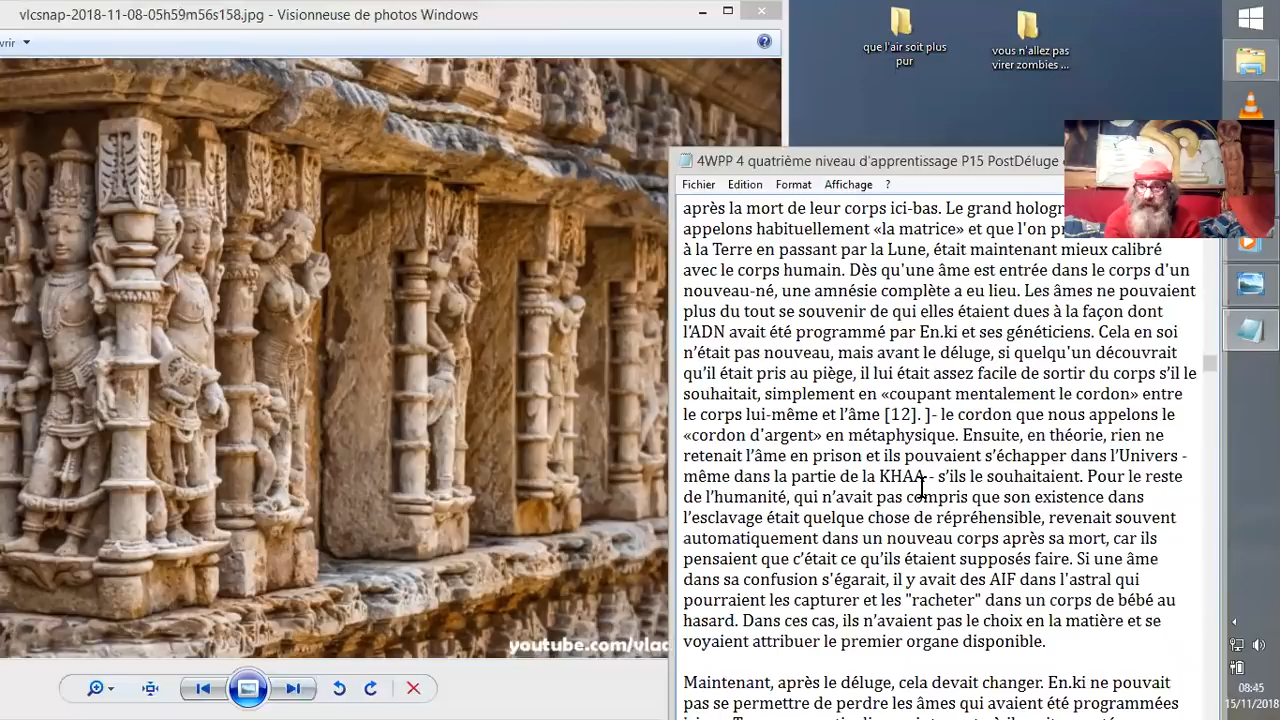 vlcsnap-2018-11-08-05h59m56s158.jpg - Visionneuse de photos Windows
vrir
que l'air soit plus
pur
vous n'allez pas
virer zombies ...
youtube.com/vlad
4WPP 4 quatrième niveau d'apprentissage P15 PostDéluge
Fichier Edition Format Affichage ?
après la mort de leur corps ici-bas. Le grand hologr
appelons habituellement «la matrice» et que l'on pr
à la Terre en passant par la Lune, était maintenant mieux calibré
avec le corps humain. Dès qu'une âme est entrée dans le corps d'un
nouveau-né, une amnésie complète a eu lieu. Les âmes ne pouvaient
plus du tout se souvenir de qui elles étaient dues à la façon dont
l'ADN avait été programmé par En.ki et ses généticiens. Cela en soi
n’était pas nouveau, mais avant le déluge, si quelqu'un découvrait
qu’il était pris au piège, il lui était assez facile de sortir du corps s’il le
souhaitait, simplement en «coupant mentalement le cordon» entre
le corps lui-même et l’âme [12]. ]- le cordon que nous appelons le
«cordon d'argent» en métaphysique. Ensuite, en théorie, rien ne
retenait l’âme en prison et ils pouvaient s’échapper dans l’Univers -
même dans la partie de la KHAA - s’ils le souhaitaient. Pour le reste
de l’humanité, qui n’avait pas compris que son existence dans
l’esclavage était quelque chose de répréhensible, revenait souvent
automatiquement dans un nouveau corps après sa mort, car ils
pensaient que c’était ce qu’ils étaient supposés faire. Si une âme
dans sa confusion s'égarait, il y avait des AIF dans l'astral qui
pourraient les capturer et les "racheter" dans un corps de bébé au
hasard. Dans ces cas, ils n’avaient pas le choix en la matière et se
voyaient attribuer le premier organe disponible.
Maintenant, après le déluge, cela devait changer. En.ki ne pouvait
pas se permettre de perdre les âmes qui avaient été programmées
08:45
15/11/2018